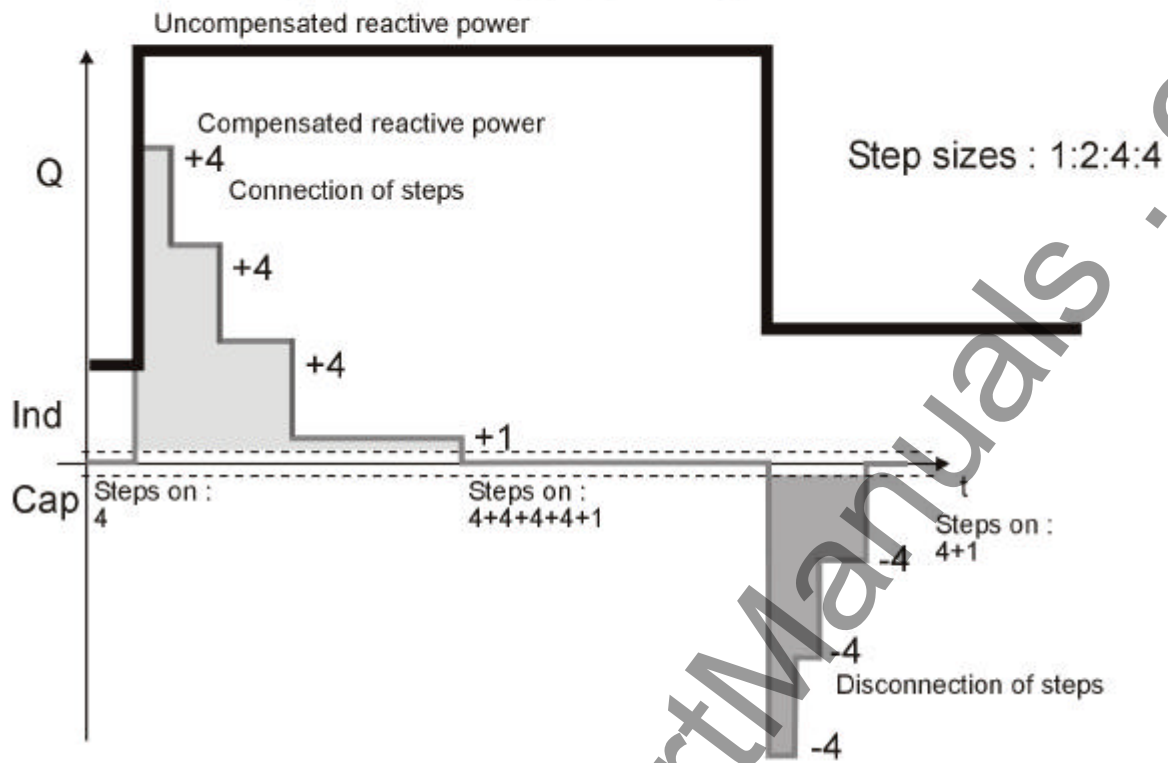 Uncompensated reactive power
Compensated reactive power
Q
+4
Connection of steps
Step sizes : 1:2:4:4
+4
+4
Ind
+1
Cap
Steps on :
4
Steps on :
4+4+4+4+1
t
Steps on :
4+1
-4
-4
Disconnection of steps
-4